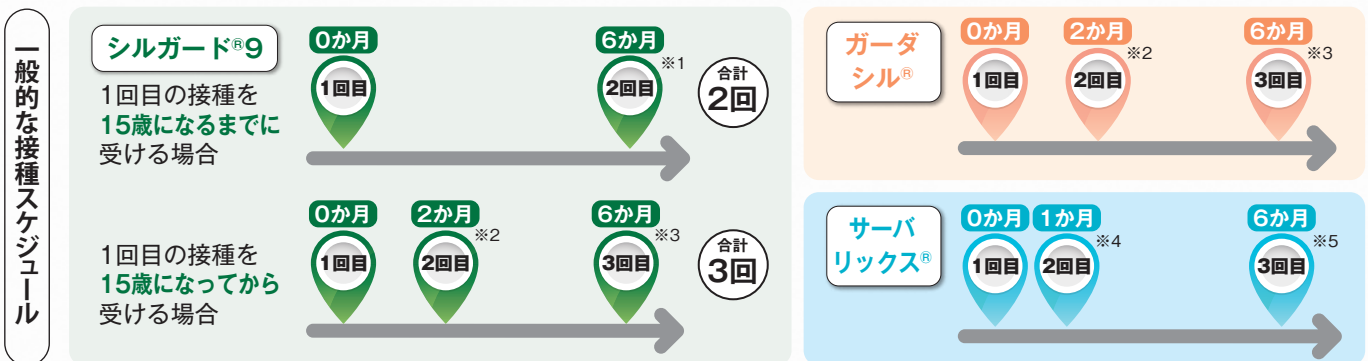 一般的な接種スケジュール
シルガード®9
1回目の接種を
15歳になるまでに
受ける場合
0か月
1回目
6か月
※1
2回目
合計
2回
1回目の接種を
15歳になってから
受ける場合
0か月
1回目
2か月
※2
2回目
6か月
※3
3回目
合計
3回
ガーダ
シル®
0か月
1回目
2か月
※2
2回目
6か月
※3
3回目
サーバ
リックス®
0か月
1回目
1か月
※4
2回目
6か月
※5
3回目